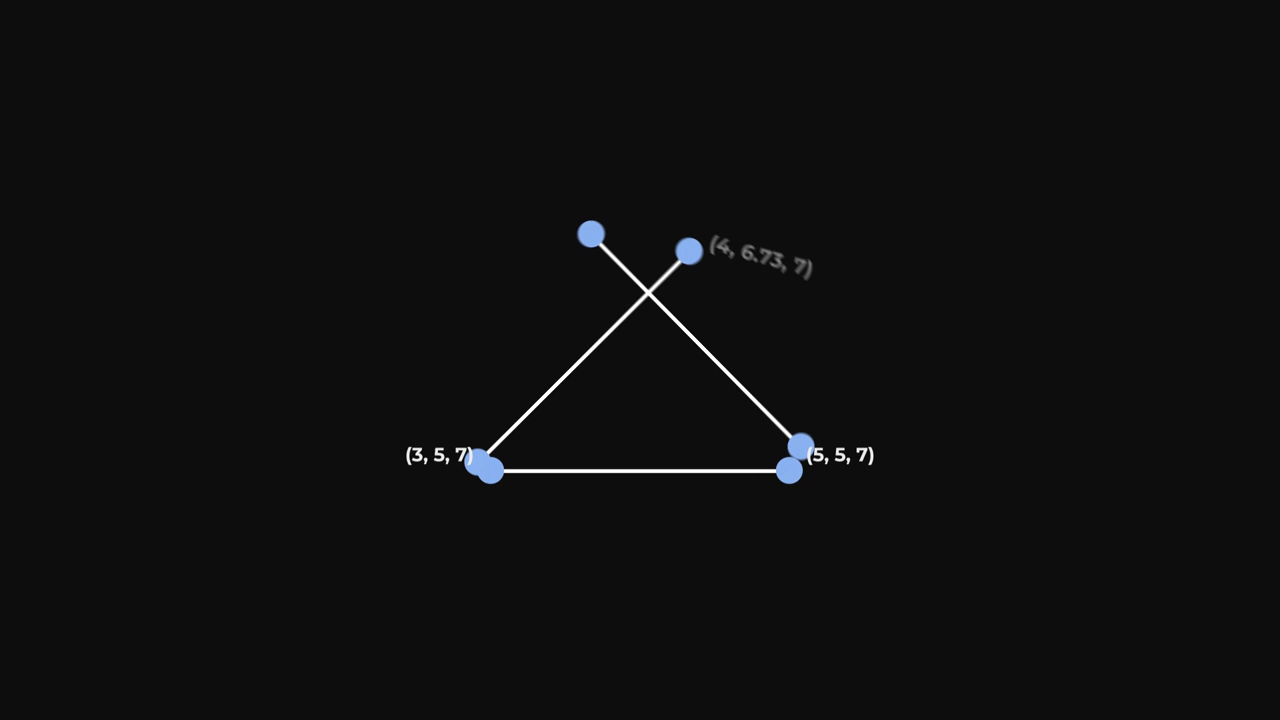 (4, 6.73, 7)
(3, 5, 7)
(5, 5, 7)